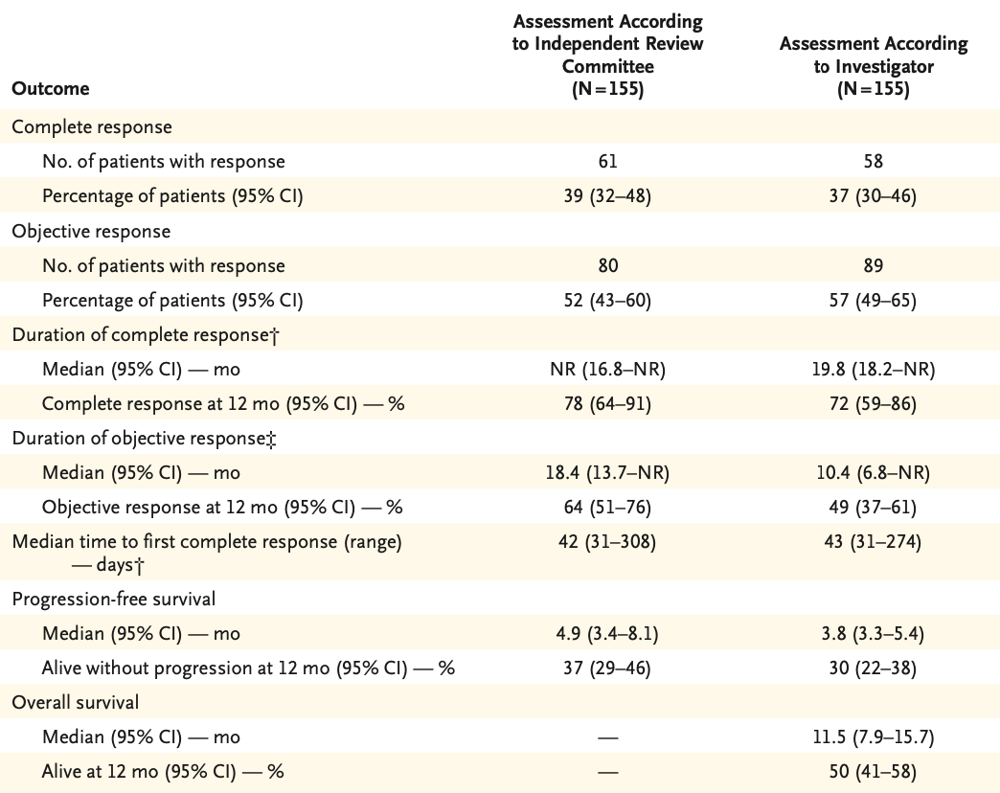 Outcome
Assessment According
to Independent Review
Committee
(N=155)
Assessment According
to Investigator
(N=155)
Complete response
No. of patients with response 61 58
Percentage of patients (95% CI) 39 (32–48) 37 (30–46)
Objective response
No. of patients with response 80 89
Percentage of patients (95% CI) 52 (43–60) 57 (49–65)
Duration of complete response†
Median (95% CI) — mo NR (16.8–NR) 19.8 (18.2–NR)
Complete response at 12 mo (95% CI) — % 78 (64–91) 72 (59–86)
Duration of objective response‡
Median (95% CI) — mo 18.4 (13.7–NR) 10.4 (6.8–NR)
Objective response at 12 mo (95% CI) — % 64 (51–76) 49 (37–61)
Median time to first complete response (range) 42 (31–308) 43 (31–274)
— days†
Progression-free survival
Median (95% CI) — mo 4.9 (3.4–8.1) 3.8 (3.3–5.4)
Alive without progression at 12 mo (95% CI) — % 37 (29–46) 30 (22–38)
Overall survival
Median (95% CI) — mo — 11.5 (7.9–15.7)
Alive at 12 mo (95% CI) — % — 50 (41–58)